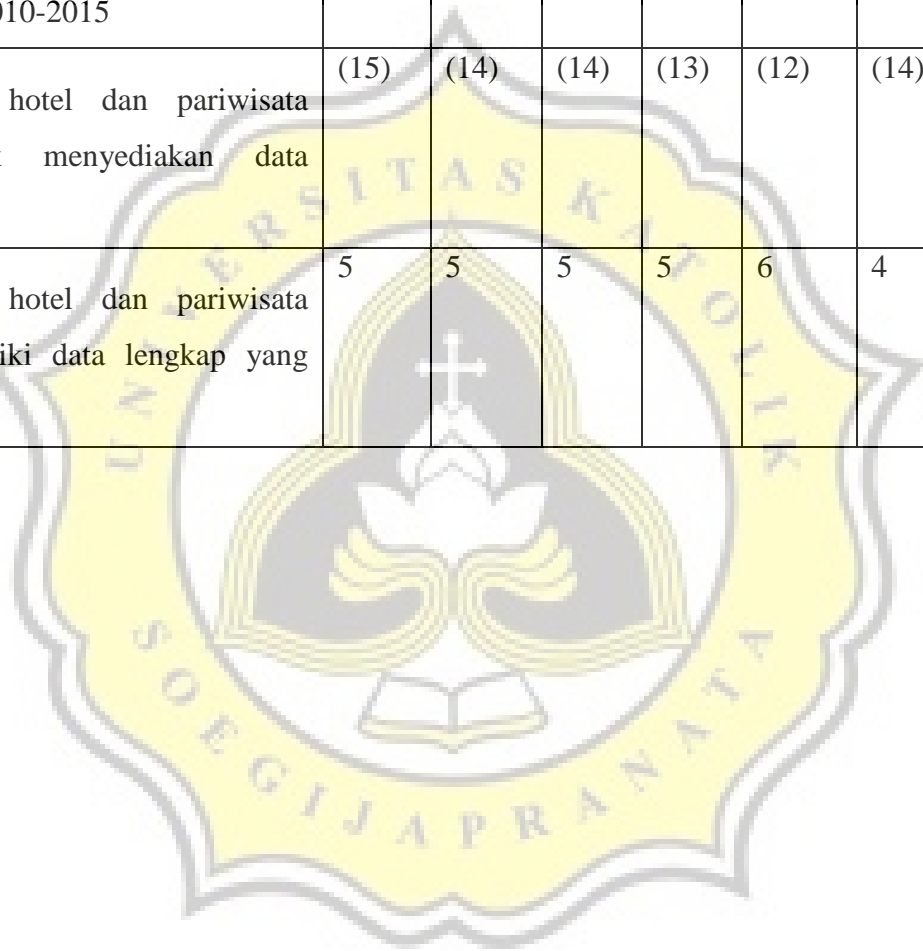 010-2015
(15) (14) (14) (13) (12) (14)
hotel dan pariwisata
menyediakan data
5 5 5 5 6 4
hotel dan pariwisata
iki data lengkap yang
UNIVERSITAS KATOLIK
SOEGIJAPRANATA